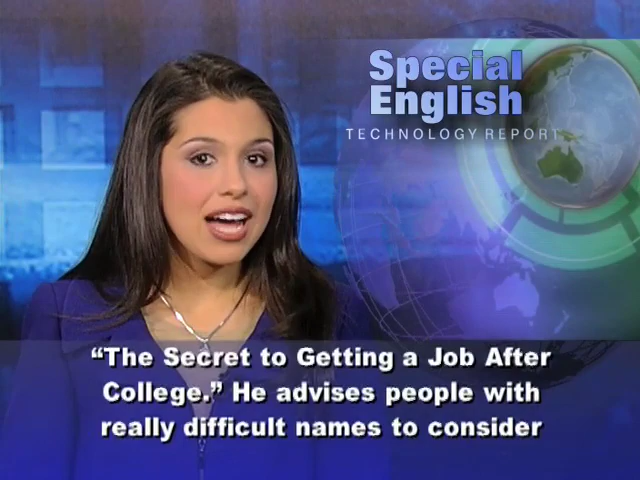 Special
English
TECHNOLOGY REPORT
“The Secret to Getting a Job After
College.” He advises people with
really difficult names to consider